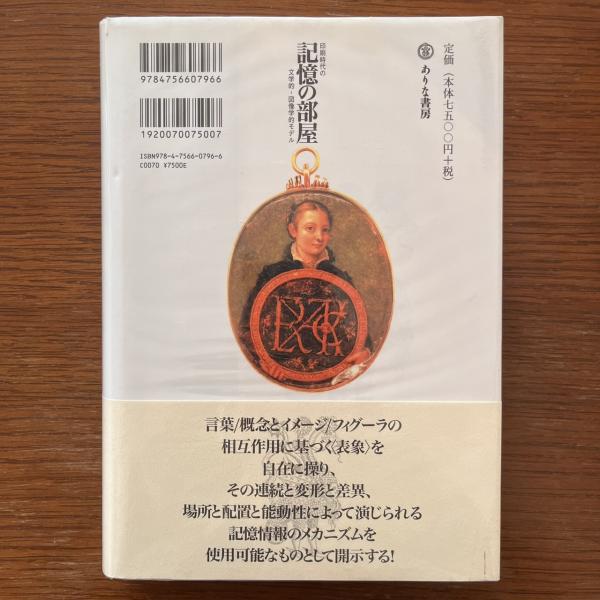 9784756607966
1920070075007
ISBN978-4-7566-0796-6
C0070 ¥7500E
印刷時代の
記憶の部屋
文学的-図像学的モデル
ありな書房
定価（本体七五〇〇円＋税）
言葉/概念とイメージ/フィグーラの
相互作用に基づく〈表象〉を
自在に操り、
その連続と変形と差異、
場所と配置と能動性によって演じられる
記憶情報のメカニズムを
使用可能なものとして開示する!